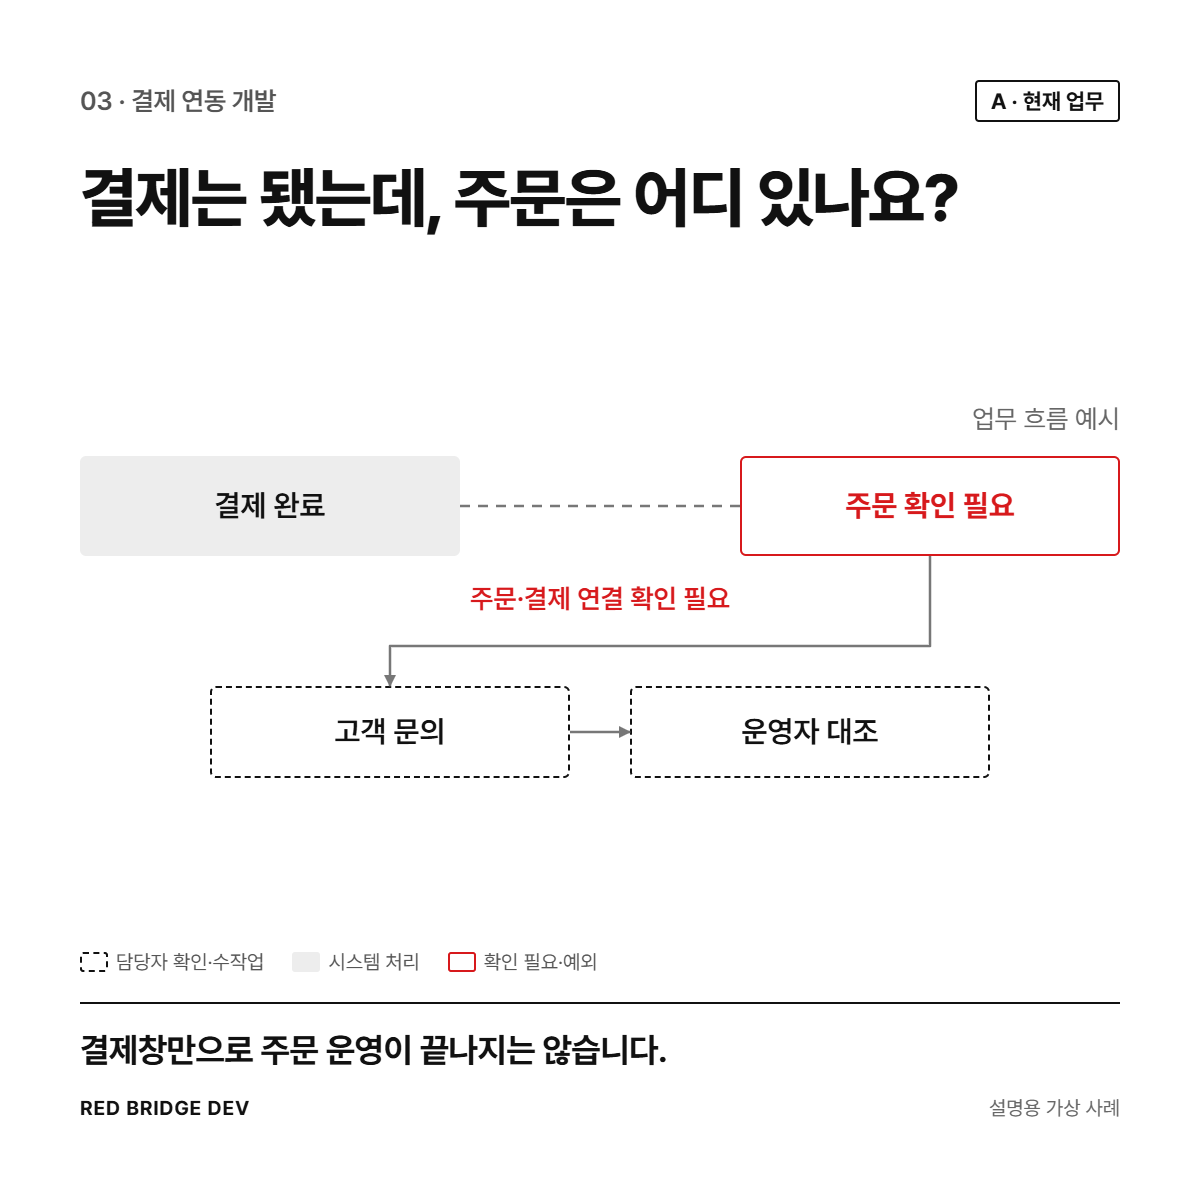 03 · 결제 연동 개발
A · 현재 업무
결제는 됐는데, 주문은 어디 있나요?
업무 흐름 예시
결제 완료
주문 확인 필요
주문·결제 연결 확인 필요
고객 문의
운영자 대조
담당자 확인·수작업
시스템 처리
확인 필요·예외
결제창만으로 주문 운영이 끝나지는 않습니다.
RED BRIDGE DEV
설명용 가상 사례